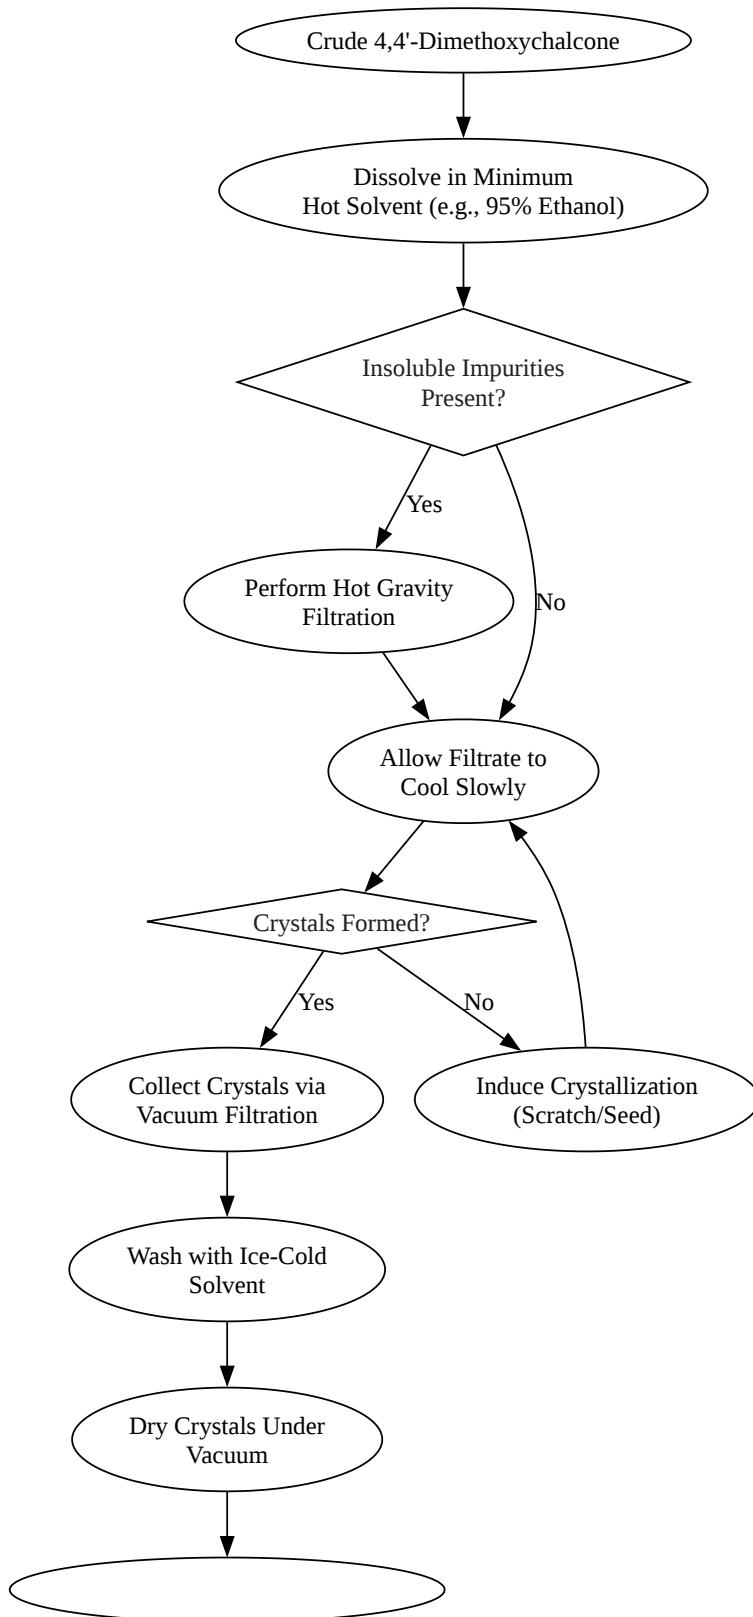 Crude 4,4'-Dimethoxychalcone
Dissolve in Minimum
Hot Solvent (e.g., 95% Ethanol)
Insoluble Impurities
Present?
Yes
No
Perform Hot Gravity
Filtration
Allow Filtrate to
Cool Slowly
Crystals Formed?
Yes
No
Collect Crystals via
Vacuum Filtration
Induce Crystallization
(Scratch/Seed)
Wash with Ice-Cold
Solvent
Dry Crystals Under
Vacuum